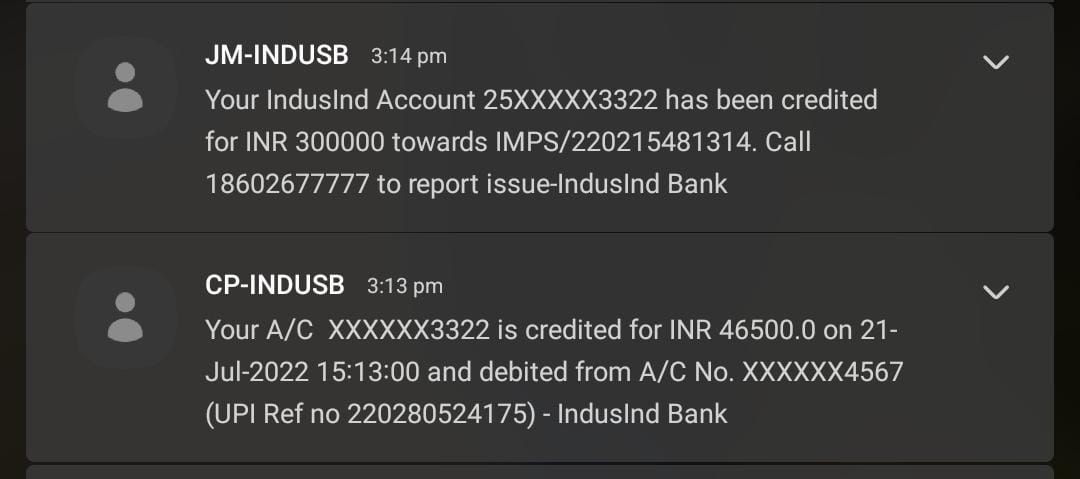 JM-INDUSB 3:14 pm
Your IndusInd Account 25XXXXX3322 has been credited
for INR 300000 towards IMPS/220215481314. Call
18602677777 to report issue-IndusInd Bank
CP-INDUSB 3:13 pm
Your A/C  XXXXXX3322 is credited for INR 46500.0 on 21-
Jul-2022 15:13:00 and debited from A/C No. XXXXXX4567
(UPI Ref no 220280524175) - IndusInd Bank